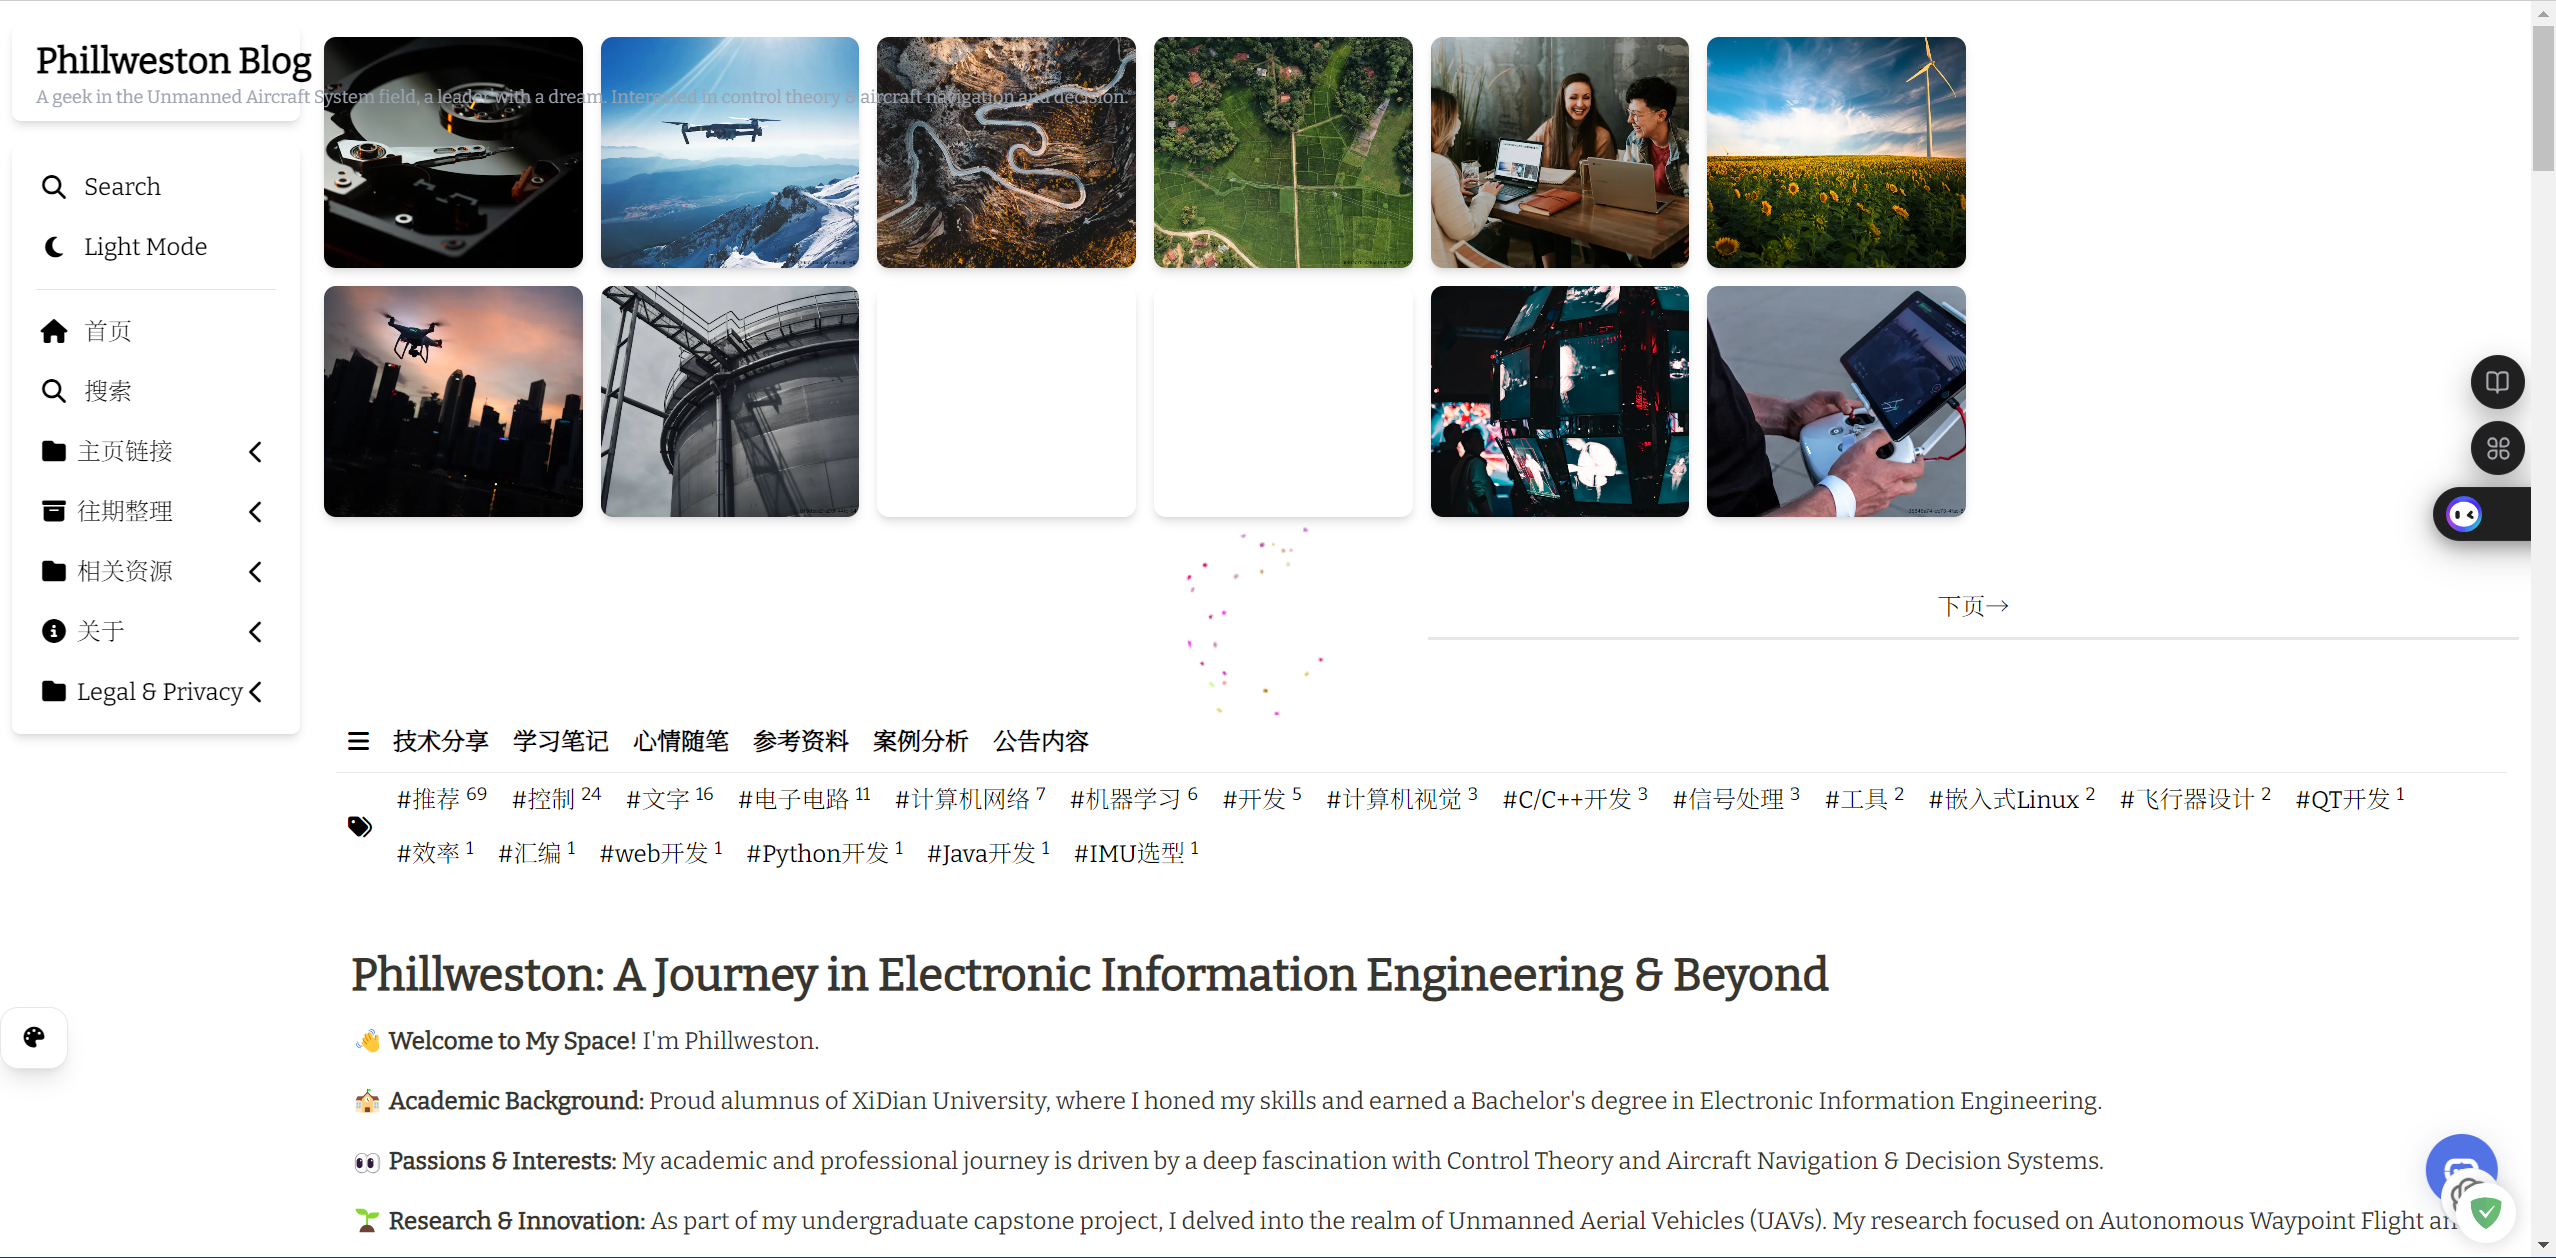 Phillweston Blog
A geek in the Unmanned Aircraft System field, a leader with a dream. Interested in control theory & aircraft navigation and decision.
Search
Light Mode
首页
搜索
主页链接
往期整理
相关资源
关于
Legal & Privacy
下页→
技术分享 学习笔记 心情随笔 参考资料 案例分析 公告内容
#推荐 69 #控制 24 #文字 16 #电子电路 11 #计算机网络 7 #机器学习 6 #开发 5 #计算机视觉 3 #C/C++开发 3 #信号处理 3 #工具 2 #嵌入式Linux 2 #飞行器设计 2 #QT开发 1
#效率 1 #汇编 1 #web开发 1 #Python开发 1 #Java开发 1 #IMU选型 1
Phillweston: A Journey in Electronic Information Engineering & Beyond
👋 Welcome to My Space! I'm Phillweston.
🏫 Academic Background: Proud alumnus of XiDian University, where I honed my skills and earned a Bachelor's degree in Electronic Information Engineering.
👀 Passions & Interests: My academic and professional journey is driven by a deep fascination with Control Theory and Aircraft Navigation & Decision Systems.
🌱 Research & Innovation: As part of my undergraduate capstone project, I delved into the realm of Unmanned Aerial Vehicles (UAVs). My research focused on Autonomous Waypoint Flight